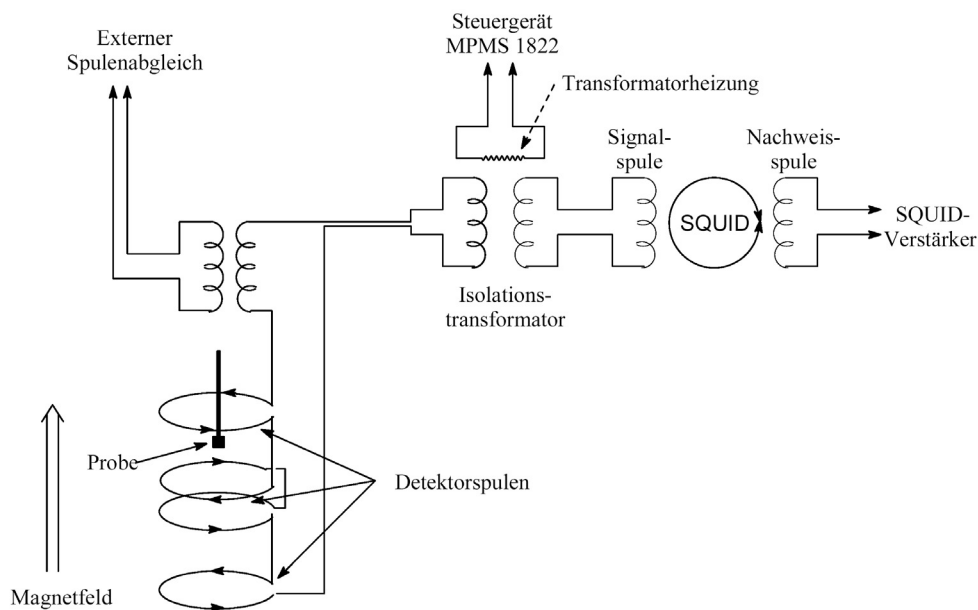 Externer
Spulenabgleich
Steuergerät
MPMS 1822
Transformatorheizung
Signal-
spule
Nachweis-
spule
SQUID
SQUID-
Verstärker
Isolations-
transformator
Probe
Detektorspulen
Magnetfeld